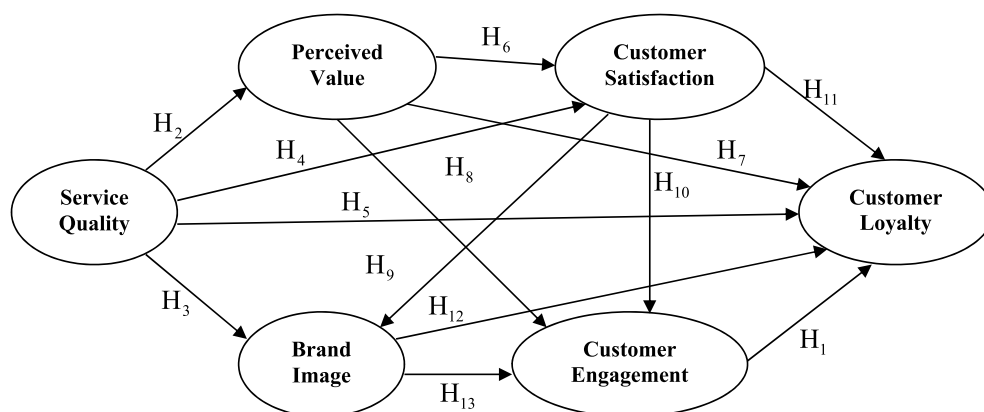 Perceived
Value
H₆
Customer
Satisfaction
H₁₁
H₂
H₄
H₈
H₇
H₁₀
Service
Quality
H₅
Customer
Loyalty
H₃
H₉
H₁₂
H₁
Brand
Image
H₁₃
Customer
Engagement